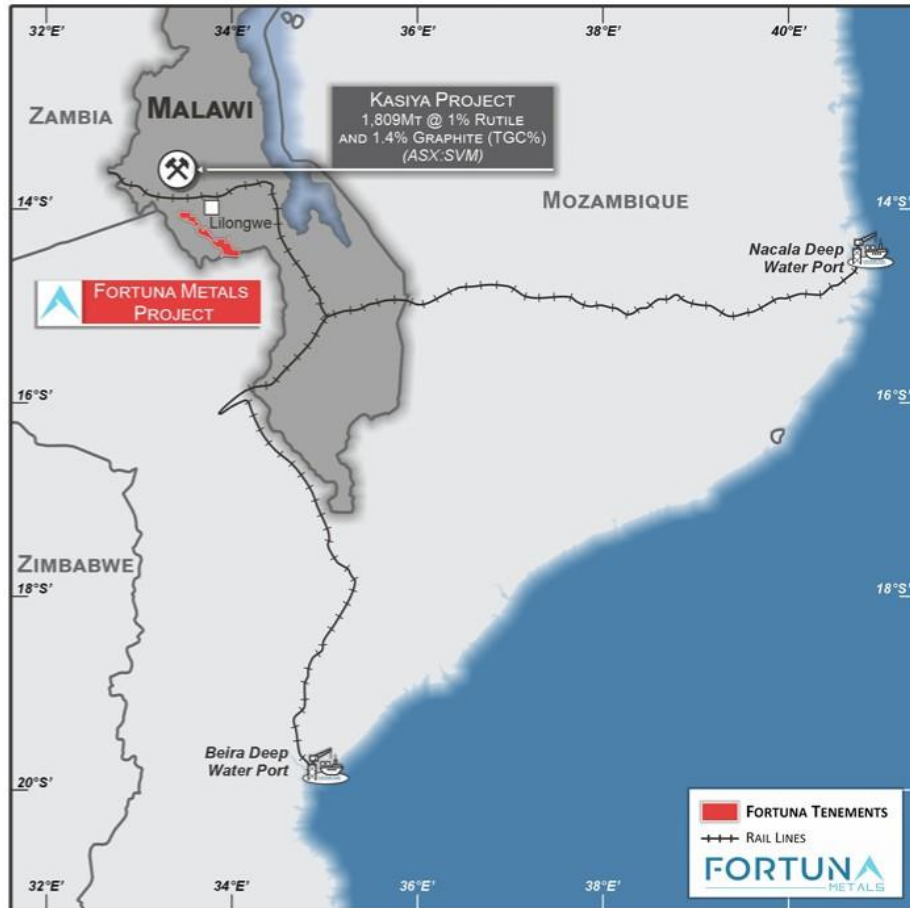 32°E'
34°E'
36°E'
38°E'
40°E'
ZAMBIA
MALAWI
KASIYA PROJECT
1,809MT @ 1% RUTILE
AND 1.4% GRAPHITE (TGC%)
(ASX:SVM)
14°S'
MOZAMBIQUE
14°S'
Lilongwe
Nacala Deep
Water Port
FORTUNA METALS
PROJECT
16°S'
16°S'
ZIMBABWE
18°S'
18°S'
Beira Deep
Water Port
20°S'
FORTUNA TENEMENTS
RAIL LINES
FORTUNA
METALS
32°E'
34°E'
36°E'
38°E'